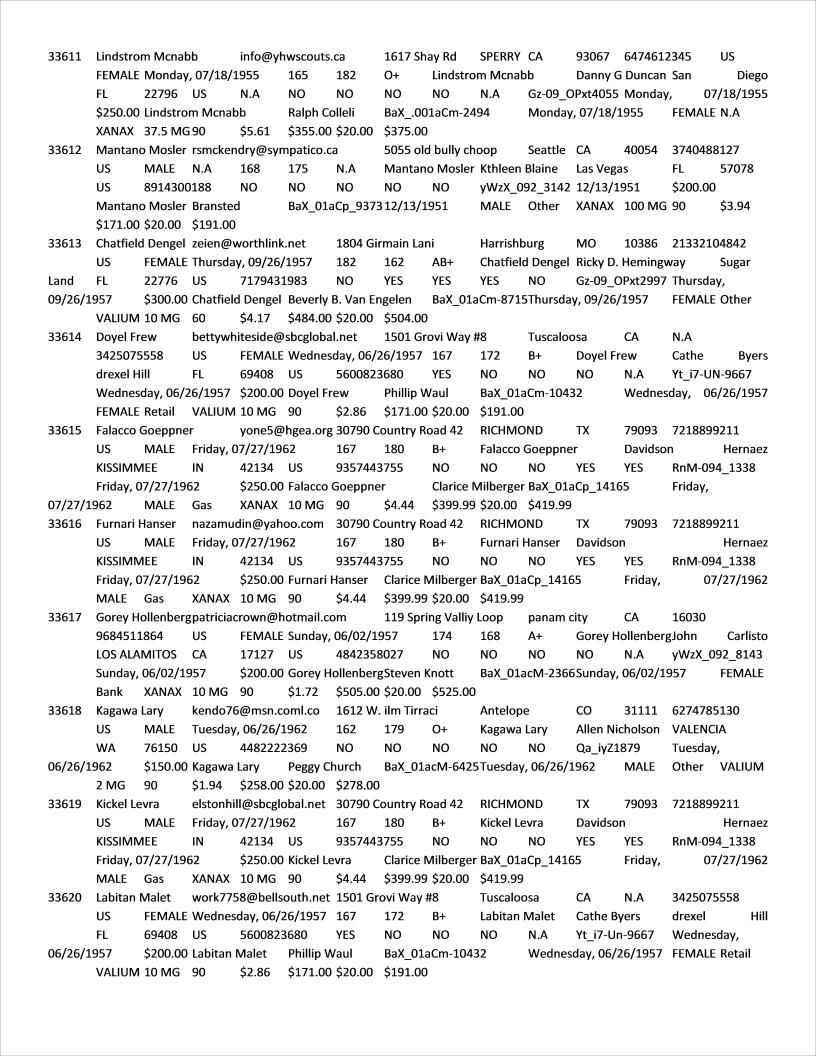 33611 Lindstrom Mcnabb info@yhwscouts.ca 1617 Shay Rd SPERRY CA 93067 6474612345 US
FEMALE Monday, 07/18/1955 165 182 O+ Lindstrom Mcnabb Danny G Duncan San Diego
FL 22796 US N.A NO NO NO NO N.A Gz-09_OPxt4055 Monday, 07/18/1955
$250.00 Lindstrom Mcnabb Ralph Colleli BaX_.001aCm-2494 Monday, 07/18/1955 FEMALE N.A
XANAX 37.5 MG 90 $5.61 $355.00 $20.00 $375.00
33612 Mantano Mosler rsmckendry@sympatico.ca 5055 old bully choop Seattle CA 40054 3740488127
US MALE N.A 168 175 N.A Mantano Mosler Kthleen Blaine Las Vegas FL 57078
US 8914300188 NO NO NO NO NO yWzX_092_3142 12/13/1951 $200.00
Mantano Mosler Bransted BaX_01aCp_9373 12/13/1951 MALE Other XANAX 100 MG 90 $3.94
$171.00 $20.00 $191.00
33613 Chatfield Dengel zeien@worthlink.net 1804 Girmain Lani Harrishburg MO 10386 21332104842
US FEMALE Thursday, 09/26/1957 182 162 AB+ Chatfield Dengel Ricky D. Hemingway Sugar
Land FL 22776 US 7179431983 NO YES YES YES NO Gz-09_OPxt2997 Thursday,
09/26/1957 $300.00 Chatfield Dengel Beverly B. Van Engelen BaX_01aCm-8715 Thursday, 09/26/1957 FEMALE Other
VALIUM 10 MG 60 $4.17 $484.00 $20.00 $504.00
33614 Doyel Frew bettywhiteside@sbcglobal.net 1501 Grovi Way #8 Tuscaloosa CA N.A
3425075558 US FEMALE Wednesday, 06/26/1957 167 172 B+ Doyel Frew Cathe Byers
drexel Hill FL 69408 US 5600823680 YES NO NO NO N.A Yt_i7-UN-9667
Wednesday, 06/26/1957 $200.00 Doyel Frew Phillip Waul BaX_01aCm-10432 Wednesday, 06/26/1957
FEMALE Retail VALIUM 10 MG 90 $2.86 $171.00 $20.00 $191.00
33615 Falacco Goeppner yone5@hgea.org 30790 Country Road 42 RICHMOND TX 79093 7218899211
US MALE Friday, 07/27/1962 167 180 B+ Falacco Goeppner Davidson Hernaez
KISSIMMEE IN 42134 US 9357443755 NO NO NO YES YES RnM-094_1338
Friday, 07/27/1962 $250.00 Falacco Goeppner Clarice Milberger BaX_01aCp_14165 Friday,
07/27/1962 MALE Gas XANAX 10 MG 90 $4.44 $399.99 $20.00 $419.99
33616 Furnari Hanser nazamudin@yahoo.com 30790 Country Road 42 RICHMOND TX 79093 7218899211
US MALE Friday, 07/27/1962 167 180 B+ Furnari Hanser Davidson Hernaez
KISSIMMEE IN 42134 US 9357443755 NO NO NO YES YES RnM-094_1338
Friday, 07/27/1962 $250.00 Furnari Hanser Clarice Milberger BaX_01aCp_14165 Friday, 07/27/1962
MALE Gas XANAX 10 MG 90 $4.44 $399.99 $20.00 $419.99
33617 Gorey Hollenberg patriciacrown@hotmail.com 119 Spring Valliy Loop panam city CA 16030
9684511864 US FEMALE Sunday, 06/02/1957 174 168 A+ Gorey Hollenberg John Carlisto
LOS ALAMITOS CA 17127 US 4842358027 NO NO NO NO N.A yWzX_092_8143
Sunday, 06/02/1957 $200.00 Gorey Hollenberg Steven Knott BaX_01acM-2366 Sunday, 06/02/1957 FEMALE
Bank XANAX 10 MG 90 $1.72 $505.00 $20.00 $525.00
33618 Kagawa Lary kendo76@msn.coml.co 1612 W. ilm Tirraci Antelope CO 31111 6274785130
US MALE Tuesday, 06/26/1962 162 179 O+ Kagawa Lary Allen Nicholson VALENCIA
WA 76150 US 4482222369 NO NO NO NO NO Qa_iyZ1879 Tuesday,
06/26/1962 $150.00 Kagawa Lary Peggy Church BaX_01acM-6425 Tuesday, 06/26/1962 MALE Other VALIUM
2 MG 90 $1.94 $258.00 $20.00 $278.00
33619 Kickel Levra elstonhill@sbcglobal.net 30790 Country Road 42 RICHMOND TX 79093 7218899211
US MALE Friday, 07/27/1962 167 180 B+ Kickel Levra Davidson Hernaez
KISSIMMEE IN 42134 US 9357443755 NO NO NO YES YES RnM-094_1338
Friday, 07/27/1962 $250.00 Kickel Levra Clarice Milberger BaX_01aCp_14165 Friday, 07/27/1962
MALE Gas XANAX 10 MG 90 $4.44 $399.99 $20.00 $419.99
33620 Labitan Malet work7758@bellsouth.net 1501 Grovi Way #8 Tuscaloosa CA N.A 3425075558
US FEMALE Wednesday, 06/26/1957 167 172 B+ Labitan Malet Cathe Byers drexel Hill
FL 69408 US 5600823680 YES NO NO NO N.A Yt_i7-Un-9667 Wednesday,
06/26/1957 $200.00 Labitan Malet Phillip Waul BaX_01aCm-10432 Wednesday, 06/26/1957 FEMALE Retail
VALIUM 10 MG 90 $2.86 $171.00 $20.00 $191.00